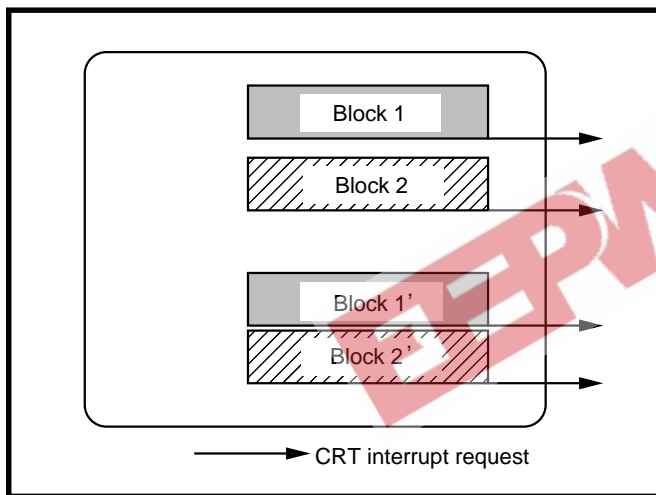 Block 1
Block 2
Block 1’
Block 2’
CRT interrupt request